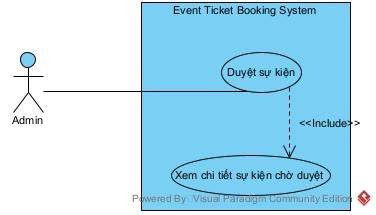 Event Ticket Booking System
Duyệt sự kiện
Admin
<<Include>>
Xem chi tiết sự kiện chờ duyệt
Powered By: Visual Paradigm Community Edition